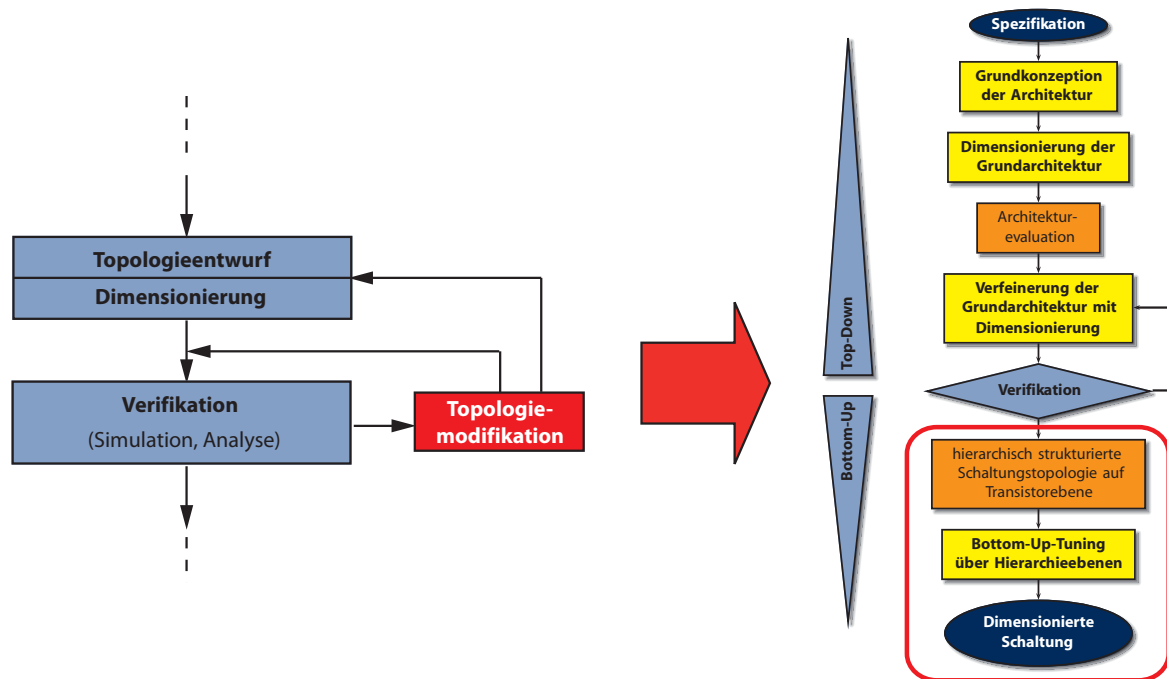 Topologieentwurf
Dimensionierung
Verifikation
(Simulation, Analyse)
Topologie-
modifikation
Top-Down
Bottom-Up
Spezifikation
Grundkonzeption
der Architektur
Dimensionierung der
Grundarchitektur
Architektur-
evaluation
Verfeinerung der
Grundarchitektur mit
Dimensionierung
Verifikation
hierarchisch strukturierte
Schaltungstopologie auf
Transistorebene
Bottom-Up-Tuning
über Hierarchieebenen
Dimensionierte
Schaltung